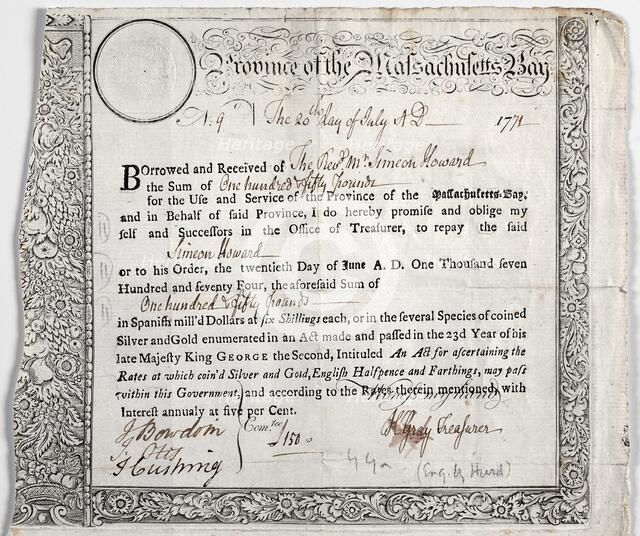 Province of the Massachusetts Bay
No. 9 The 20th day of July AD 1771
BOrrowed and Received of The Revd. Mr. Simeon Howard
the Sum of One hundred & fifty Pounds
for the Uſe and Service of the Province of the Maſſachuſetts-Bay,
and in Behalf of ſaid Province, I do hereby promiſe and oblige my
ſelf and Succeſſors in the Office of Treaſurer, to repay the ſaid
Simeon Howard
or to his Order, the twentieth Day of June A. D. One Thouſand ſeven
Hundred and ſeventy Four, the aforeſaid Sum of
One hundred & fifty Pounds
in Spaniſh mill'd Dollars at ſix Shillings each, or in the ſeveral Species of coined
Silver and Gold enumerated in an Act made and paſſed in the 23d Year of his
late Majeſty King GEORGE the Second, Intituled An Act for aſcertaining the
Rates at which coin'd Silver and Gold, Engliſh Halfpence and Farthings, may paſs
within this Government, and according to the Rates therein mentioned, with
Intereſt annualy at five per Cent.
J Bowdoin
J. Otis
T Cushing
Comtee
£150
H Gray Treasurer
(Eng. by Hurd)
heritage